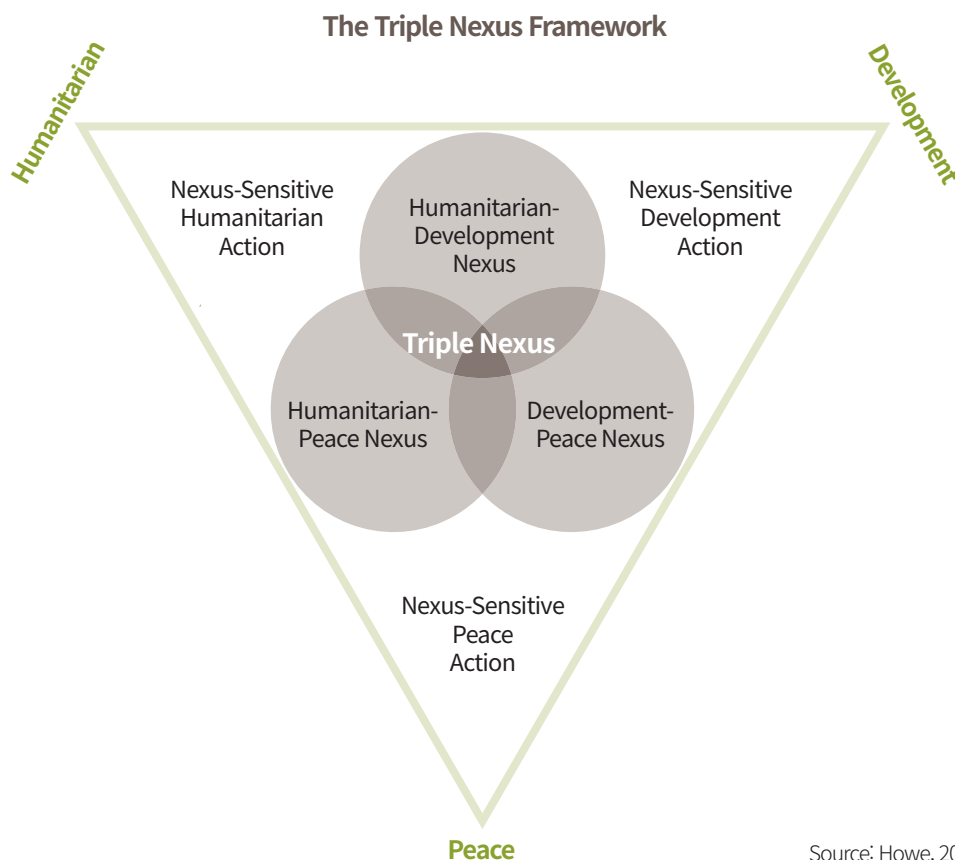 The Triple Nexus Framework
Humanitarian
Development
Nexus-Sensitive
Humanitarian
Action
Humanitarian-
Development
Nexus
Nexus-Sensitive
Development
Action
Triple Nexus
Humanitarian-
Peace Nexus
Development-
Peace Nexus
Nexus-Sensitive
Peace
Action
Peace
Source: Howe, 20